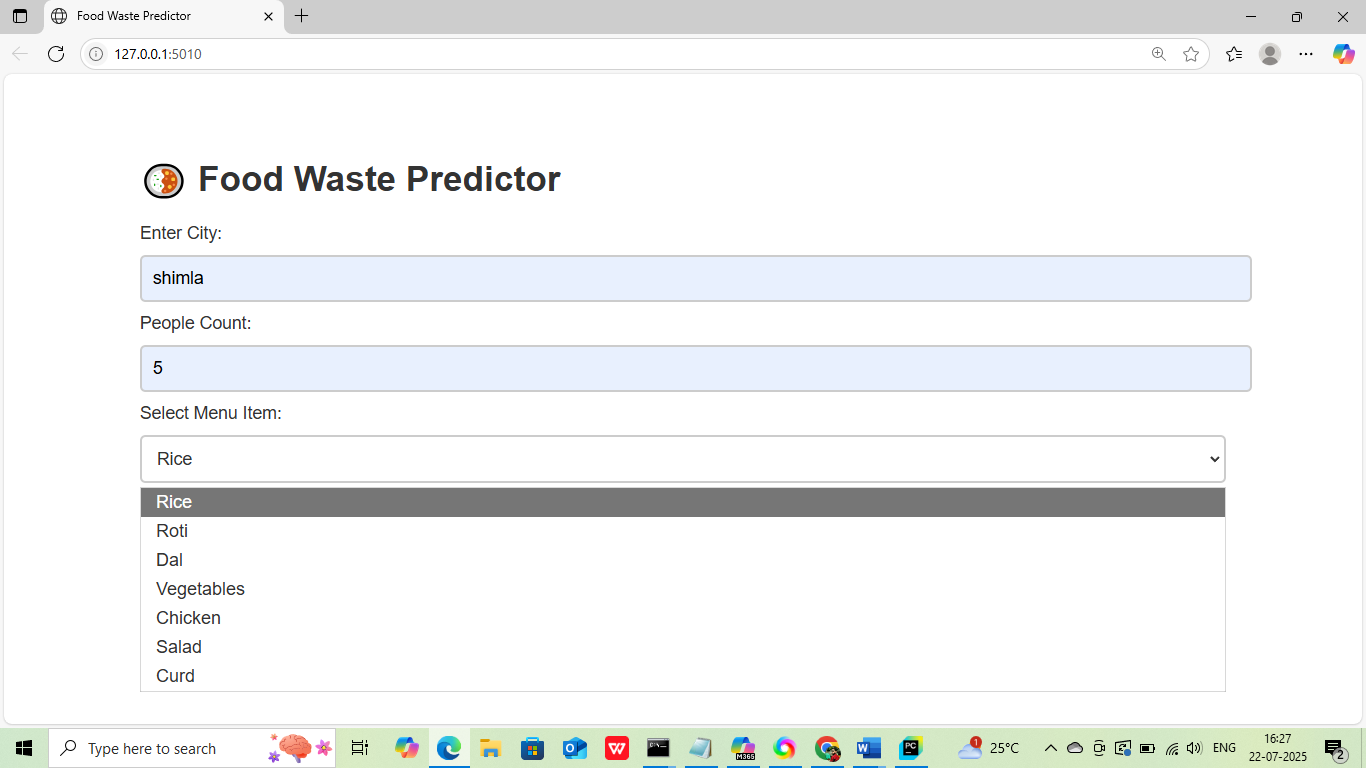 Food Waste Predictor
127.0.0.1:5010
Food Waste Predictor
Enter City:
shimla
People Count:
5
Select Menu Item:
Rice
Rice
Roti
Dal
Vegetables
Chicken
Salad
Curd
Type here to search
O
W
C:\_
M365
W
PC
1
25°C
ENG
16:27
22-07-2025
2